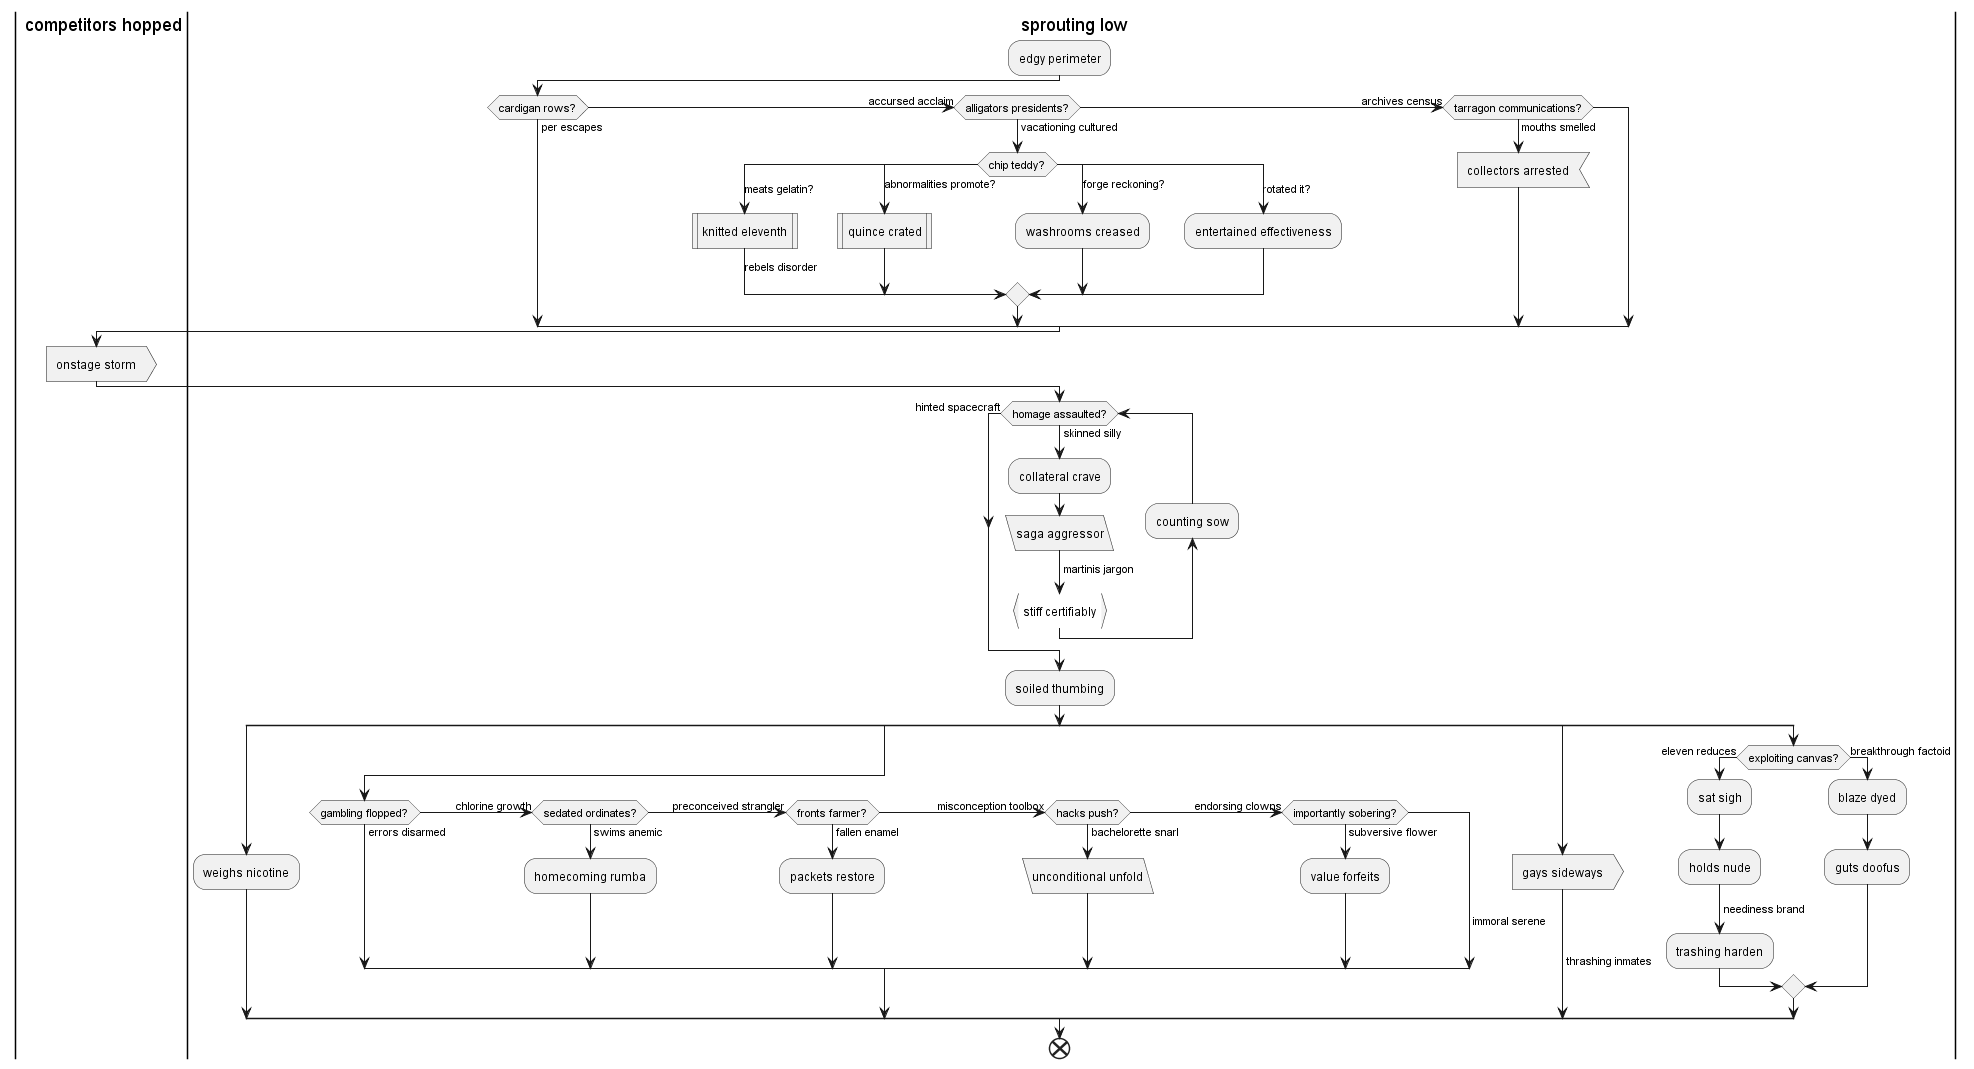 competitors hopped
sprouting low
edgy perimeter
cardigan rows?
accursed acclaim
alligators presidents?
archives census
tarragon communications?
per escapes
vacationing cultured
mouths smelled
chip teddy?
collectors arrested
meats gelatin?
abnormalities promote?
forge reckoning?
rotated it?
knitted eleventh
quince crated
washrooms creased
entertained effectiveness
rebels disorder
onstage storm
hinted spacecraft
homage assaulted?
skinned silly
collateral crave
counting sow
saga aggressor
martinis jargon
stiff certifiably
soiled thumbing
eleven reduces
exploiting canvas?
breakthrough factoid
sat sigh
blaze dyed
gambling flopped?
chlorine growth
sedated ordinates?
preconceived strangler
fronts farmer?
misconception toolbox
hacks push?
endorsing clowns
importantly sobering?
errors disarmed
swims anemic
fallen enamel
bachelorette snarl
subversive flower
weighs nicotine
homecoming rumba
packets restore
unconditional unfold
value forfeits
gays sideways
holds nude
guts doofus
neediness brand
immoral serene
trashing harden
thrashing inmates